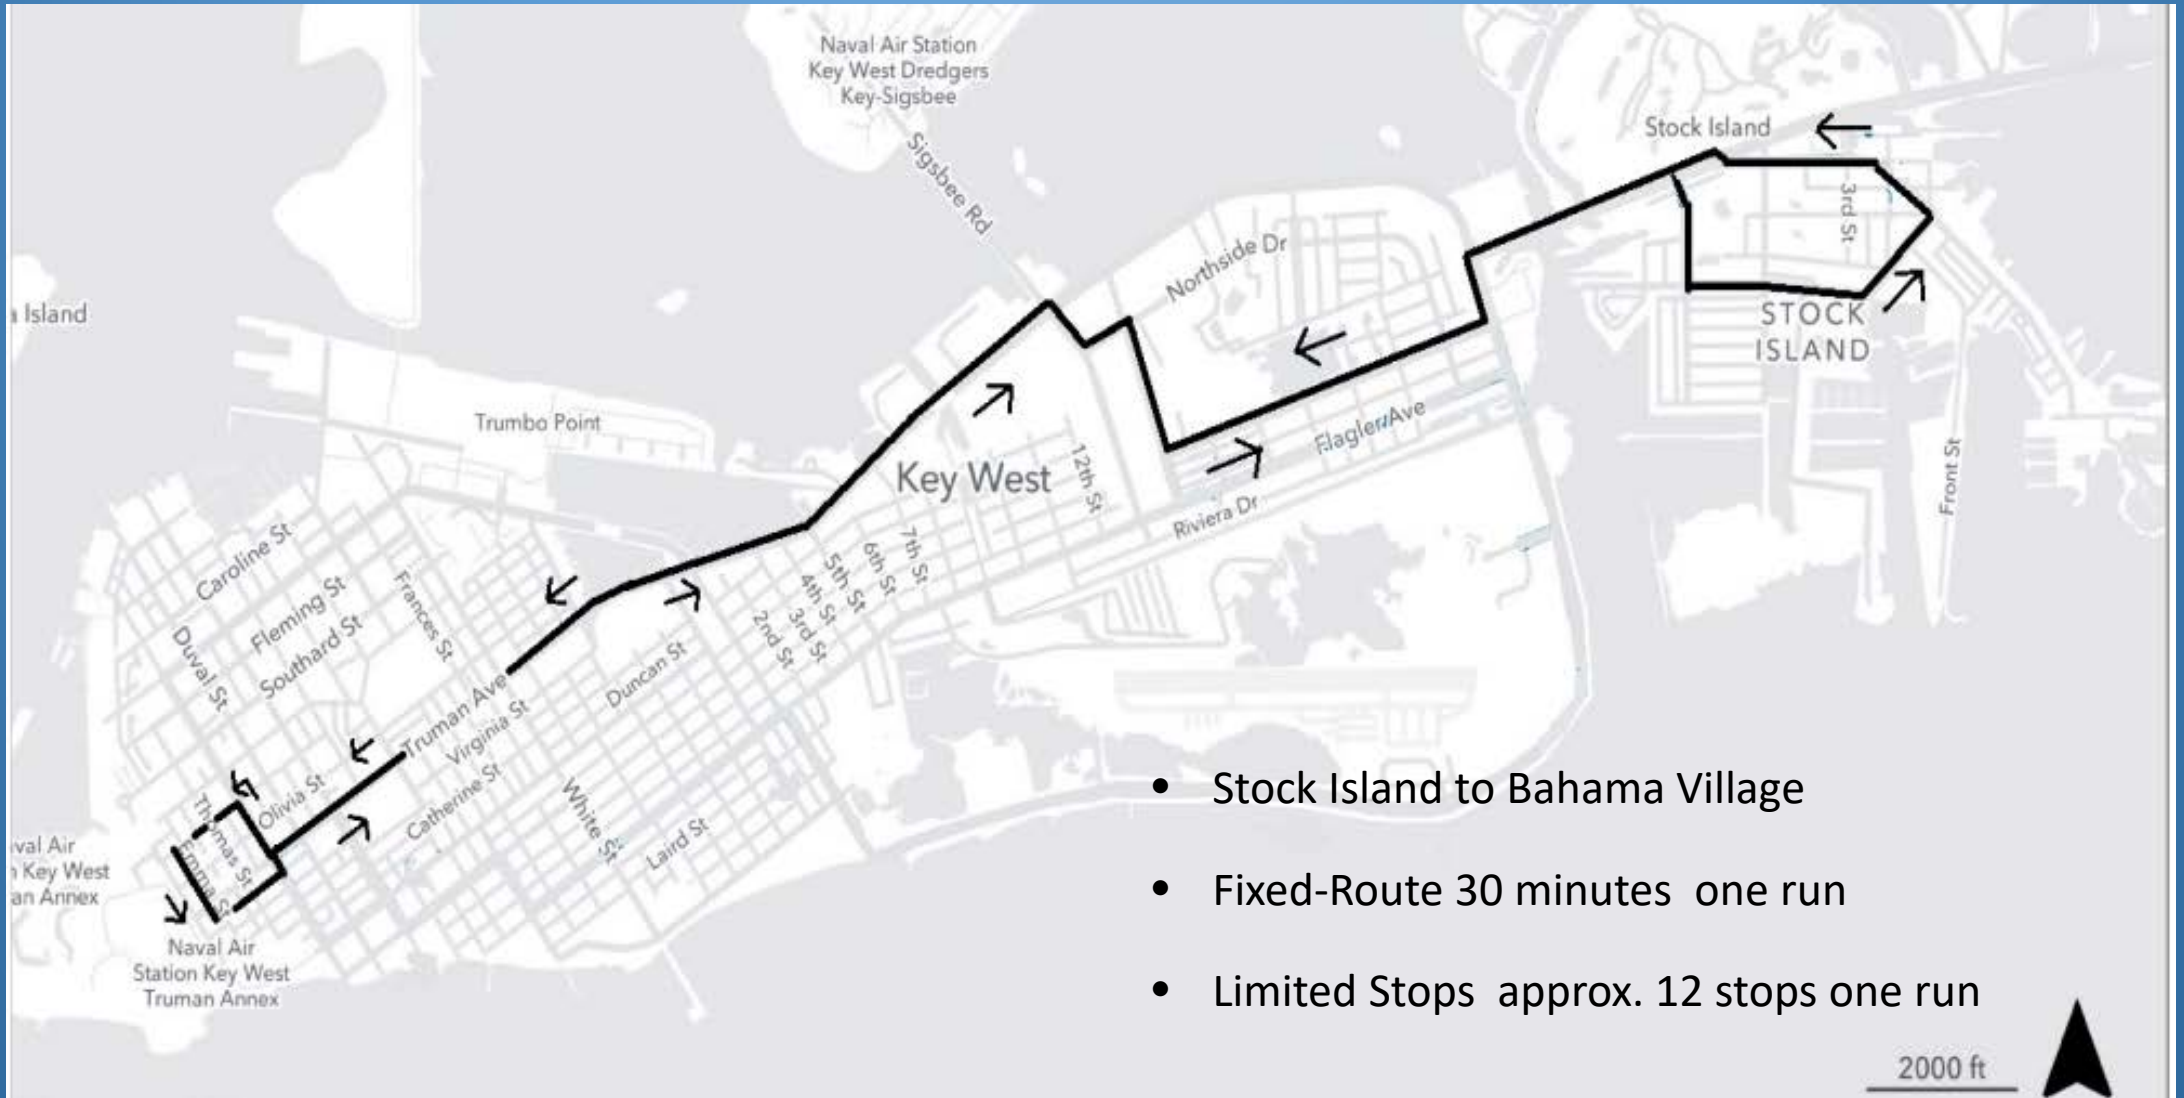 Naval Air Station
Key West Dredgers
Key-Sigsbee
Sigsbee Rd
Stock Island
3rd St
Northside Dr
a Island
STOCK
ISLAND
Trumbo Point
Flagler Ave
Key West
12th St
Front St
Riviera Dr
Caroline St
7th St
6th St
5th St
4th St
3rd St
2nd St
Fleming St
Frances St
Southard St
Duval St
Duncan St
Truman Ave
Virginia St
Catherine St
Olivia St
Thomas St
Emma St
White St
Laird St
val Air
Key West
an Annex
Naval Air
Station Key West
Truman Annex
• Stock Island to Bahama Village
• Fixed-Route 30 minutes one run
• Limited Stops approx. 12 stops one run
2000 ft